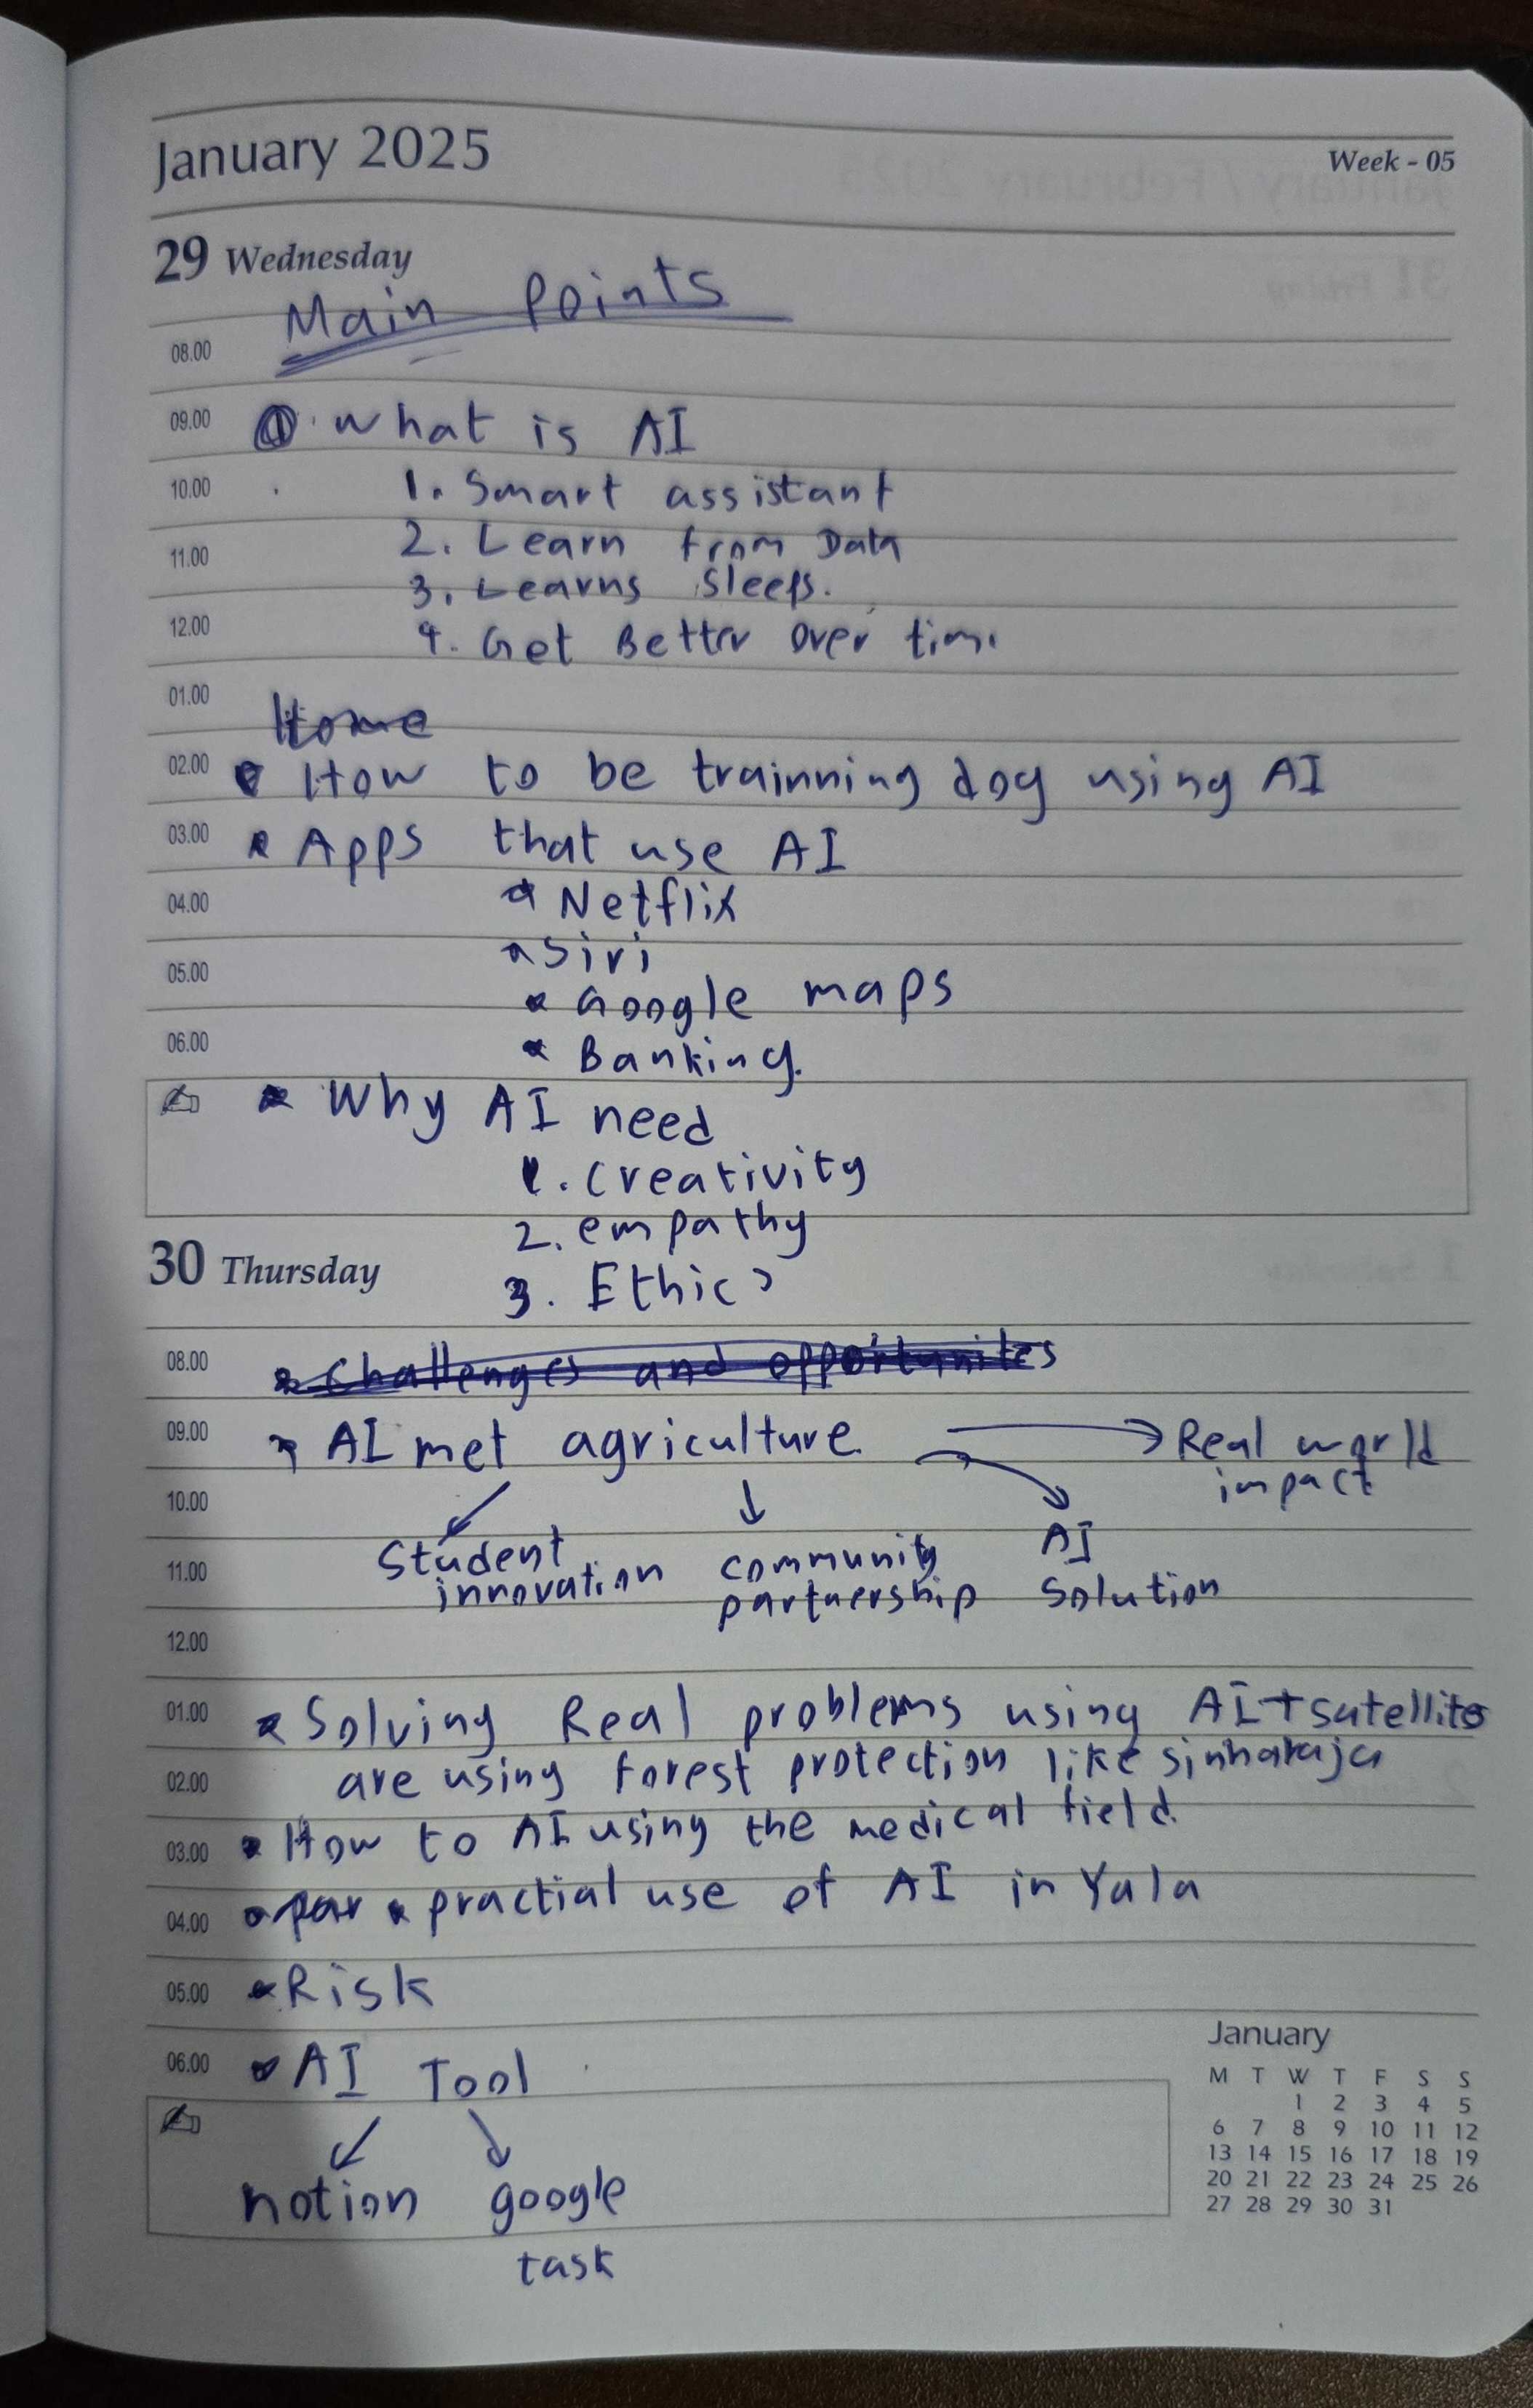 January 2025
Week - 05
29 Wednesday
Main Points
08.00
09.00 ① What is AI
10.00 1. Smart assistant
11.00 2. Learn from Data
3. Learns Sleeps.
12.00 4. Get Better over time
01.00 Home
02.00 How to be trainning dog using AI
03.00 * Apps that use AI
04.00 * Netflix
* Siri
05.00 * Google maps
06.00 * Banking.
* Why AI need
1. Creativity
2. empathy
30 Thursday
3. Ethics
08.00 * Challenges and opportunites
09.00 * AI met agriculture → Real world
impact
10.00
11.00 Student community AI
innovation partnership Solution
12.00
01.00 * Solving Real problems using AI + satellites
02.00 are using forest protection like sinharaja
03.00 * How to AI using the medical field.
04.00 * practial use of AI in Yala
05.00 * Risk
06.00 * AI Tool
notion google
task
January
M T W T F S S
1 2 3 4 5
6 7 8 9 10 11 12
13 14 15 16 17 18 19
20 21 22 23 24 25 26
27 28 29 30 31